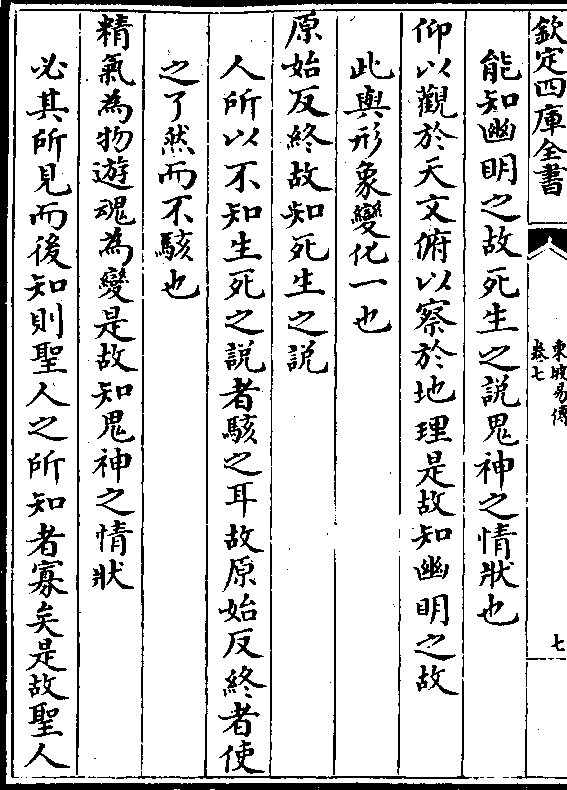 欽定四庫全書
東坡易傳
卷七
七
能知幽明之故死生之説鬼神之情狀也
仰以觀於天文俯以察於地理是故知幽明之故
此與形象變化一也
原始反終故知死生之説
人所以不知生死之説者駭之耳故原始反終者使
之了然而不駭也
精氣為物遊魂為變是故知鬼神之情狀
必其所見而後知則聖人之所知者寡矣是故聖人